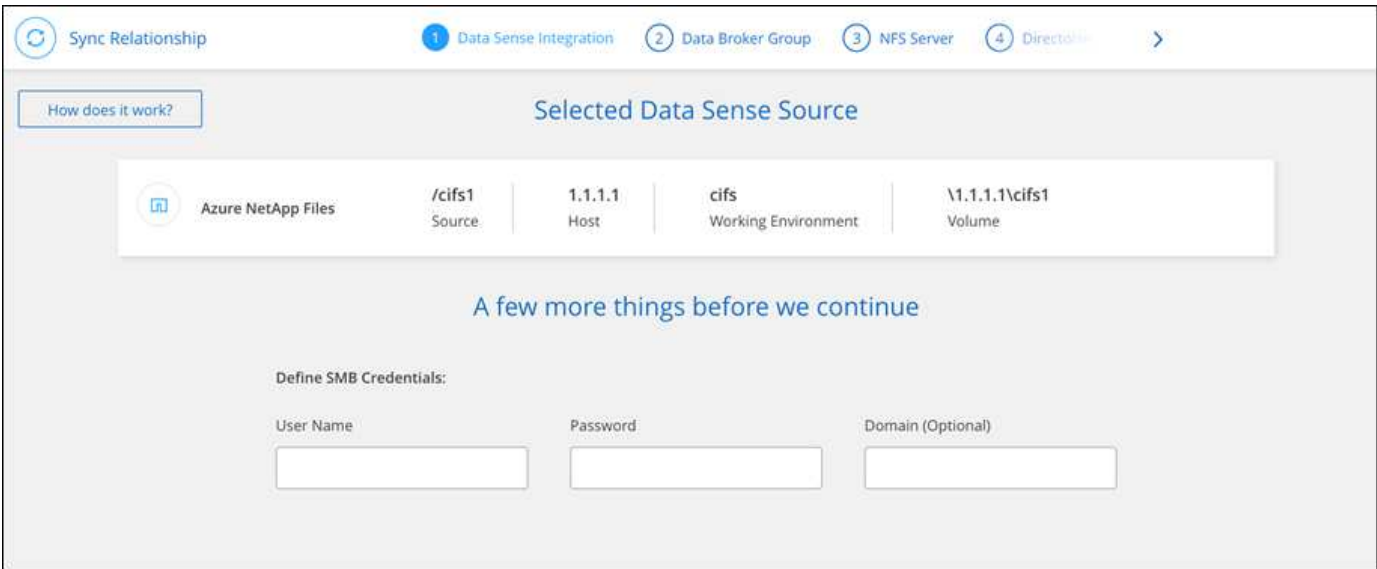 Sync Relationship
1 Data Sense Integration
2 Data Broker Group
3 NFS Server
4
How does it work?
Selected Data Sense Source
Azure NetApp Files
/cifs1
Source
1.1.1.1
Host
cifs
Working Environment
\1.1.1.1\cifs1
Volume
A few more things before we continue
Define SMB Credentials:
User Name
Password
Domain (Optional)